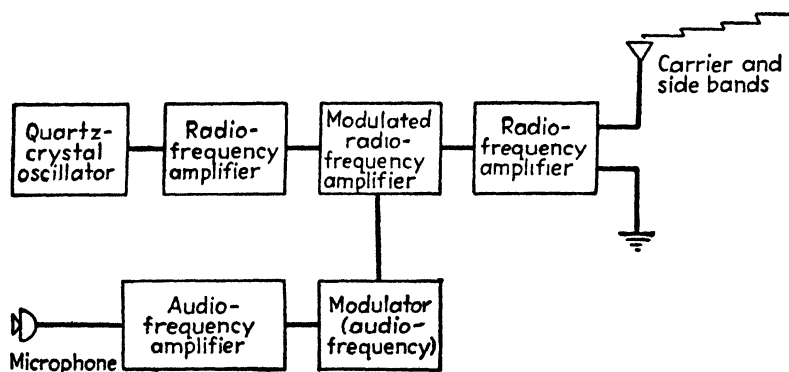 Carrier and
side bands
Quartz-
crystal
oscillator
Radio-
frequency
amplifier
Modulated
radio-
frequency
amplifier
Radio-
frequency
amplifier
Audio-
frequency
amplifier
Modulator
(audio-
frequency)
Microphone